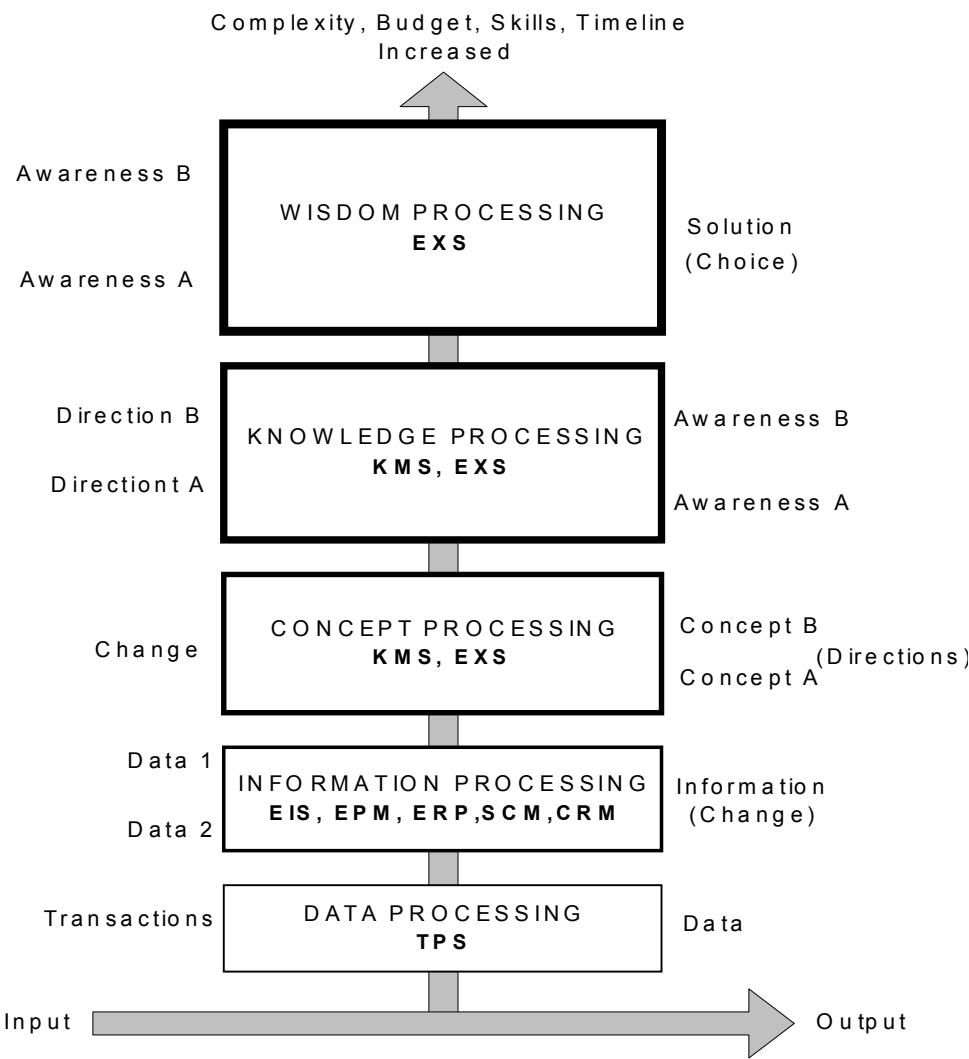 Complexity, Budget, Skills, Timeline
Increased
Awareness B
WISDOM PROCESSING
EXS
Solution
(Choice)
Awareness A
Direction B
KNOWLEDGE PROCESSING
KMS, EXS
Awareness B
Directiont A
Awareness A
Change
CONCEPT PROCESSING
KMS, EXS
Concept B
(Directions)
Concept A
Data 1
INFORMATION PROCESSING
EIS, EPM, ERP,SCM,CRM
Information
(Change)
Data 2
Transactions
DATA PROCESSING
TPS
Data
Input
Output